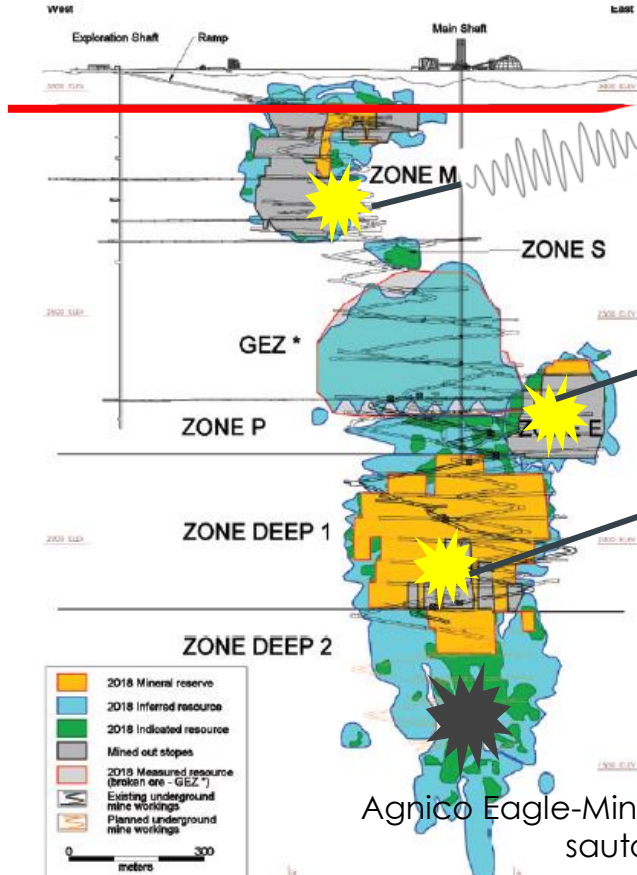 West
East
Exploration Shaft
Ramp
Main Shaft
ZONE M
ZONE S
GEZ *
ZONE P
ZONE E
ZONE DEEP 1
ZONE DEEP 2
2018 Mineral reserve
2018 Inferred resource
2018 Indicated resource
Mined out stopes
2018 Measured resource
(broken ore - GEZ *)
Existing underground
mine workings
Planned underground
mine workings
0 300
meters
Agnico Eagle-Min